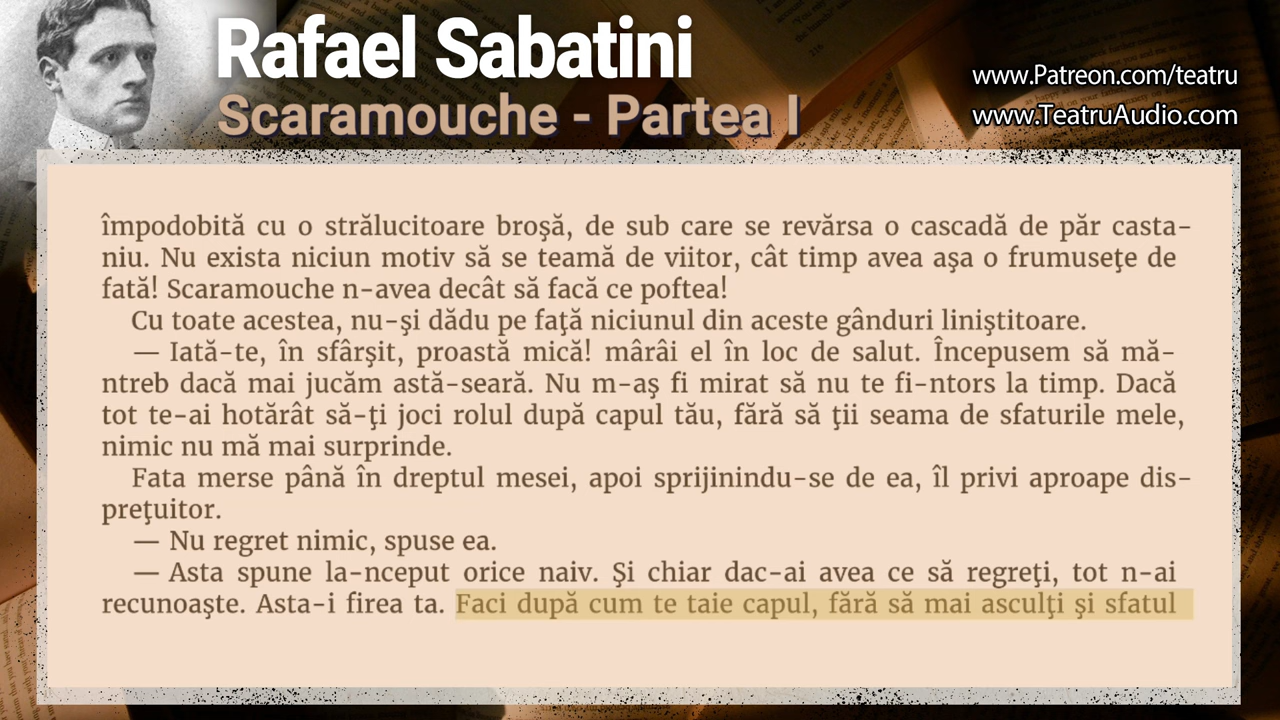 Rafael Sabatini
Scaramouche - Partea I
www.Patreon.com/teatru
www.TeatruAudio.com
împodobită cu o strălucitoare broşă, de sub care se revărsa o cascadă de păr casta-
niu. Nu exista niciun motiv să se teamă de viitor, cât timp avea aşa o frumuseţe de
fată! Scaramouche n-avea decât să facă ce poftea!
Cu toate acestea, nu-şi dădu pe faţă niciunul din aceste gânduri liniştitoare.
— Iată-te, în sfârşit, proastă mică! mârâi el în loc de salut. Începusem să mă-
ntreb dacă mai jucăm astă-seară. Nu m-aş fi mirat să nu te fi-ntors la timp. Dacă
tot te-ai hotărât să-ţi joci rolul după capul tău, fără să ţii seama de sfaturile mele,
nimic nu mă mai surprinde.
Fata merse până în dreptul mesei, apoi sprijinindu-se de ea, îl privi aproape dis-
preţuitor.
— Nu regret nimic, spuse ea.
— Asta spune la-nceput orice naiv. Şi chiar dac-ai avea ce să regreţi, tot n-ai
recunoaşte. Asta-i firea ta. Faci după cum te taie capul, fără să mai asculţi şi sfatul